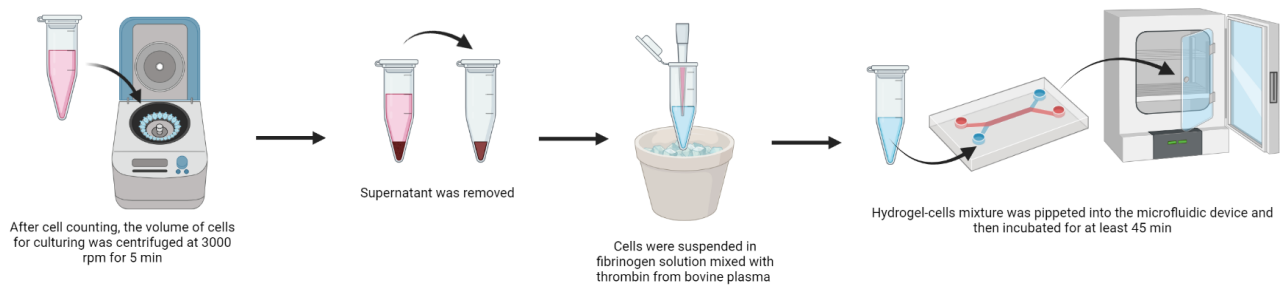 After cell counting, the volume of cells
for culturing was centrifuged at 3000
rpm for 5 min
Supernatant was removed
Cells were suspended in
fibrinogen solution mixed with
thrombin from bovine plasma
Hydrogel-cells mixture was pippeted into the microfluidic device and
then incubated for at least 45 min